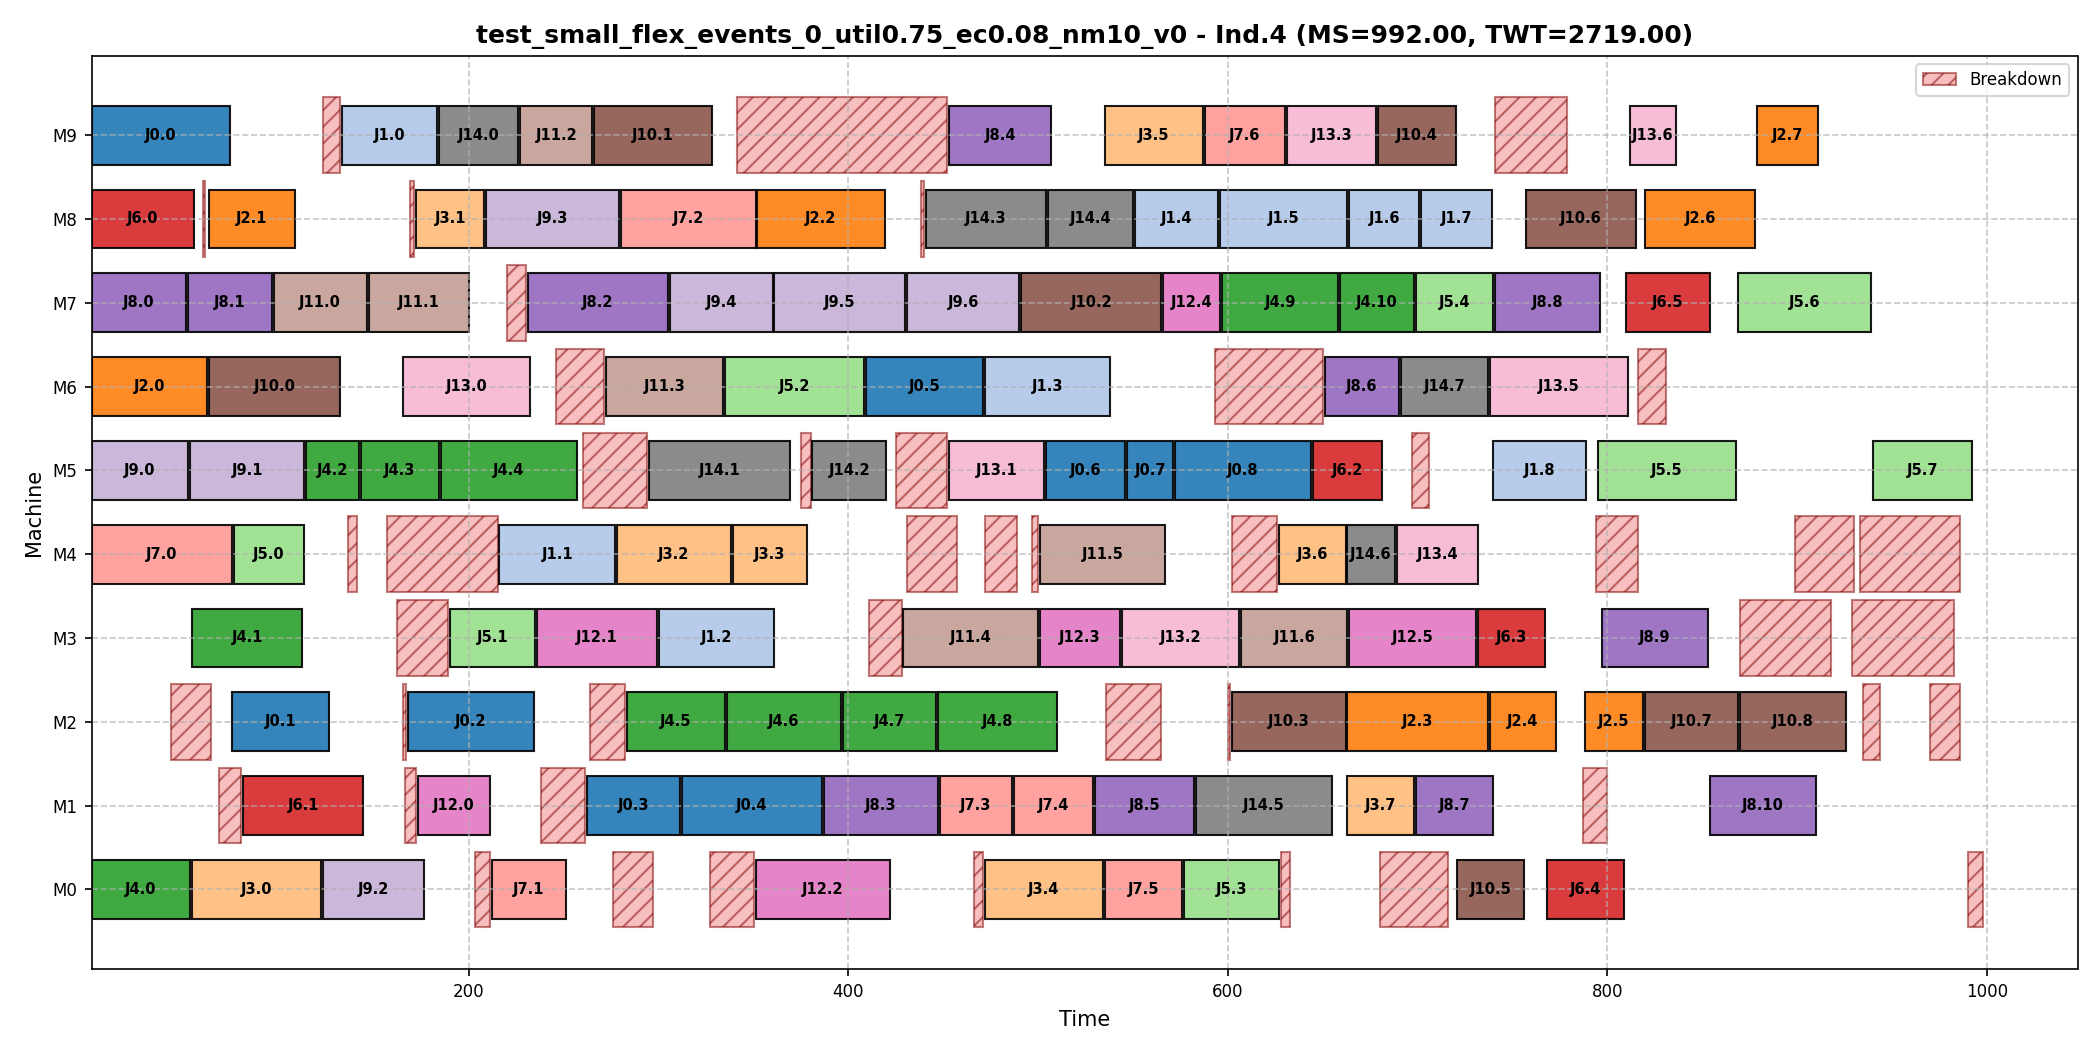 test_small_flex_events_0_util0.75_ec0.08_nm10_v0 - Ind.4 (MS=992.00, TWT=2719.00)
Breakdown
M9 J0.0 J1.0 J14.0 J11.2 J10.1 J8.4 J3.5 J7.6 J13.3 J10.4 J13.6 J2.7
M8 J6.0 J2.1 J3.1 J9.3 J7.2 J2.2 J14.3 J14.4 J1.4 J1.5 J1.6 J1.7 J10.6 J2.6
M7 J8.0 J8.1 J11.0 J11.1 J8.2 J9.4 J9.5 J9.6 J10.2 J12.4 J4.9 J4.10 J5.4 J8.8 J6.5 J5.6
M6 J2.0 J10.0 J13.0 J11.3 J5.2 J0.5 J1.3 J8.6 J14.7 J13.5
M5 J9.0 J9.1 J4.2 J4.3 J4.4 J14.1 J14.2 J13.1 J0.6 J0.7 J0.8 J6.2 J1.8 J5.5 J5.7
M4 J7.0 J5.0 J1.1 J3.2 J3.3 J11.5 J3.6 J14.6 J13.4
M3 J4.1 J5.1 J12.1 J1.2 J11.4 J12.3 J13.2 J11.6 J12.5 J6.3 J8.9
M2 J0.1 J0.2 J4.5 J4.6 J4.7 J4.8 J10.3 J2.3 J2.4 J2.5 J10.7 J10.8
M1 J6.1 J12.0 J0.3 J0.4 J8.3 J7.3 J7.4 J8.5 J14.5 J3.7 J8.7 J8.10
M0 J4.0 J3.0 J9.2 J7.1 J12.2 J3.4 J7.5 J5.3 J10.5 J6.4
Machine
200 400 600 800 1000
Time